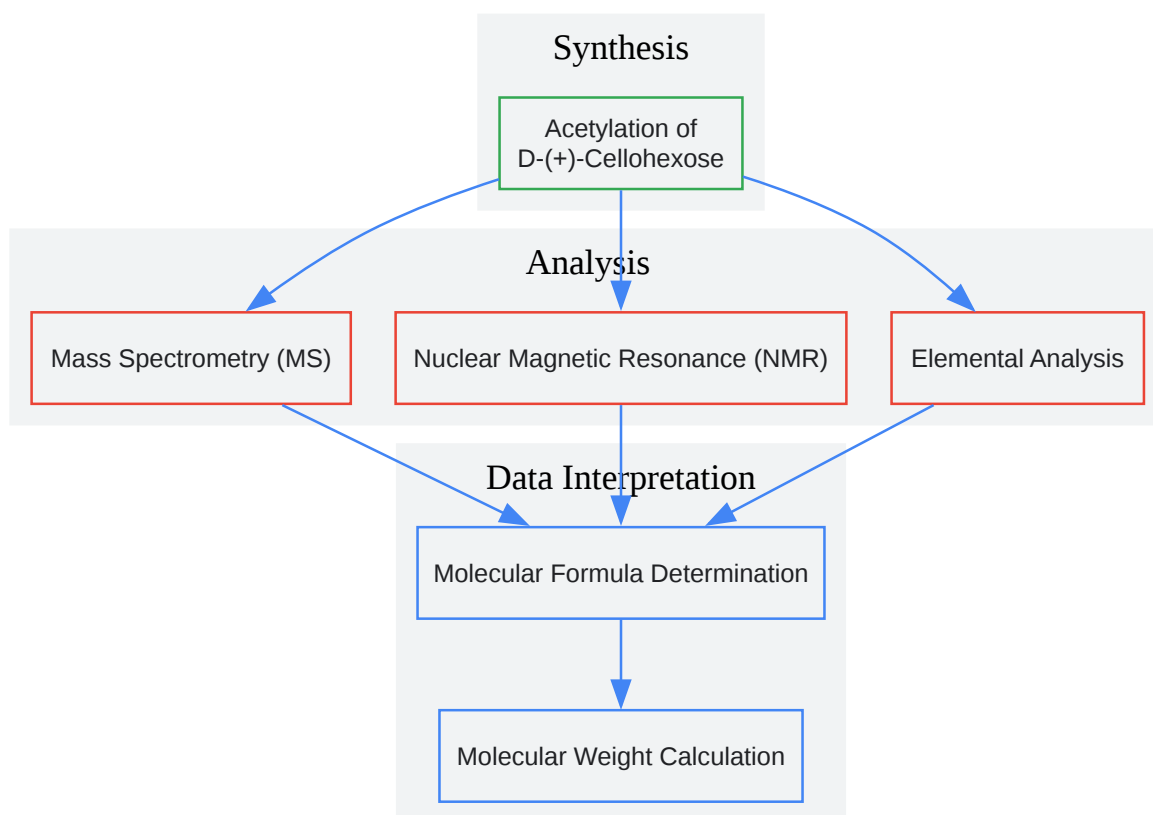 Synthesis
Acetylation of
D-(+)-Cellohexose
Analysis
Mass Spectrometry (MS)
Nuclear Magnetic Resonance (NMR)
Elemental Analysis
Data Interpretation
Molecular Formula Determination
Molecular Weight Calculation